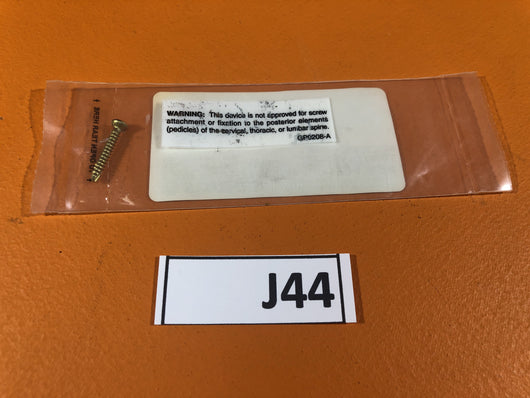 WARNING: This device is not approved for screw
attachment or fixation to the posterior elements
(pedicles) of the cervical, thoracic, or lumbar spine.
GP0208-A
J44